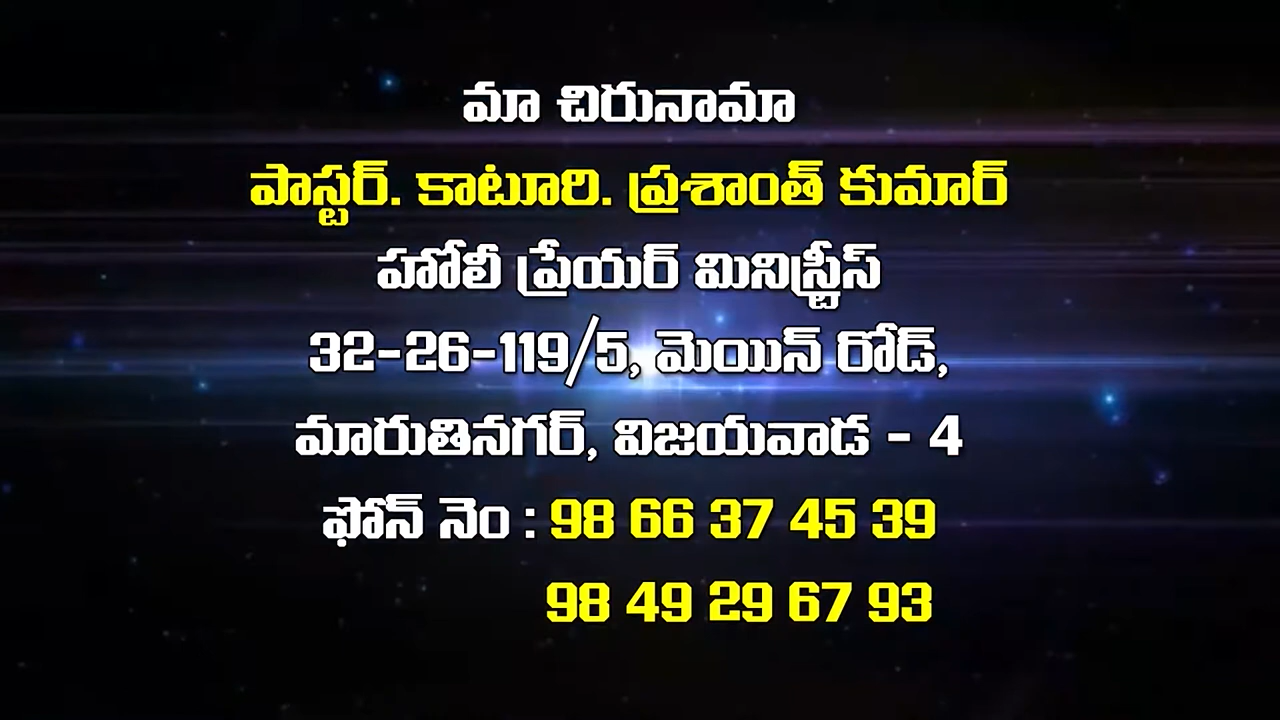 మా చిరునామా
పాస్టర్. కాటూరి. ప్రశాంత్ కుమార్
హోలీ ప్రేయర్ మినిస్ట్రీస్
32-26-119/5, మెయిన్ రోడ్,
మారుతినగర్, విజయవాడ - 4
ఫోన్ నెం : 98 66 37 45 39
98 49 29 67 93